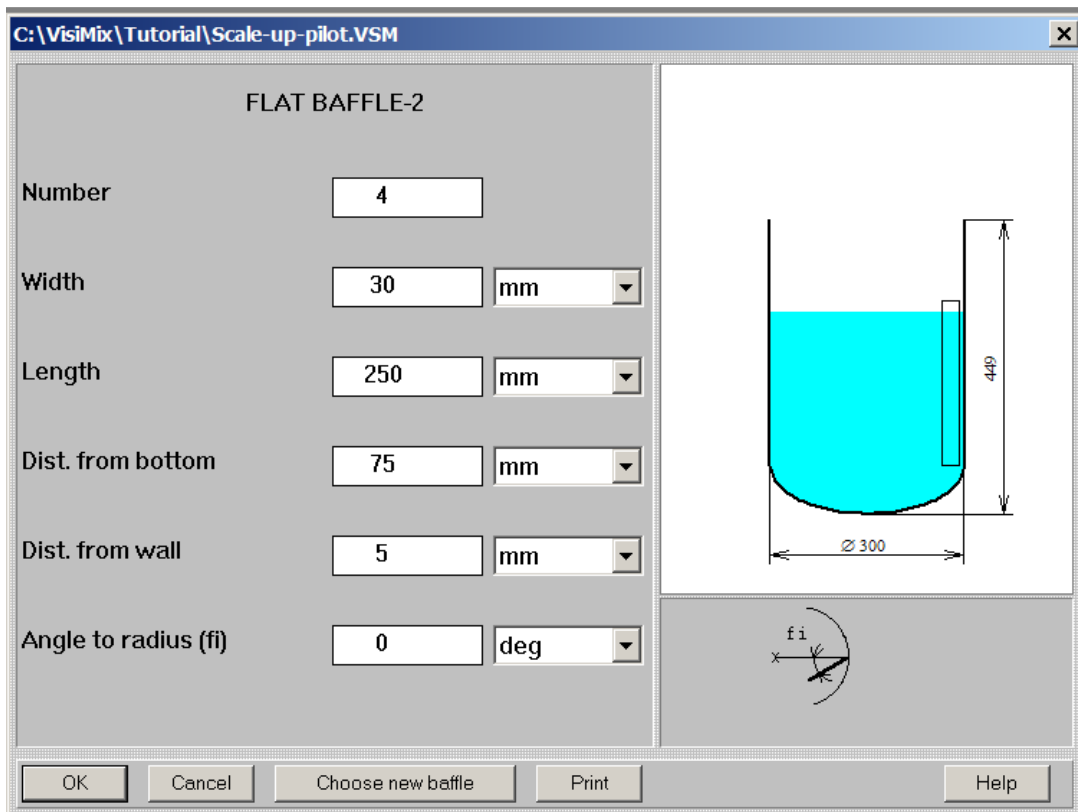 C:\VisiMix\Tutorial\Scale-up-pilot.VSM
FLAT BAFFLE-2
Number 4
Width 30 mm
Length 250 mm
Dist. from bottom 75 mm
Dist. from wall 5 mm
Angle to radius (fi) 0 deg
449
Ø 300
fi
x
OK Cancel Choose new baffle Print Help